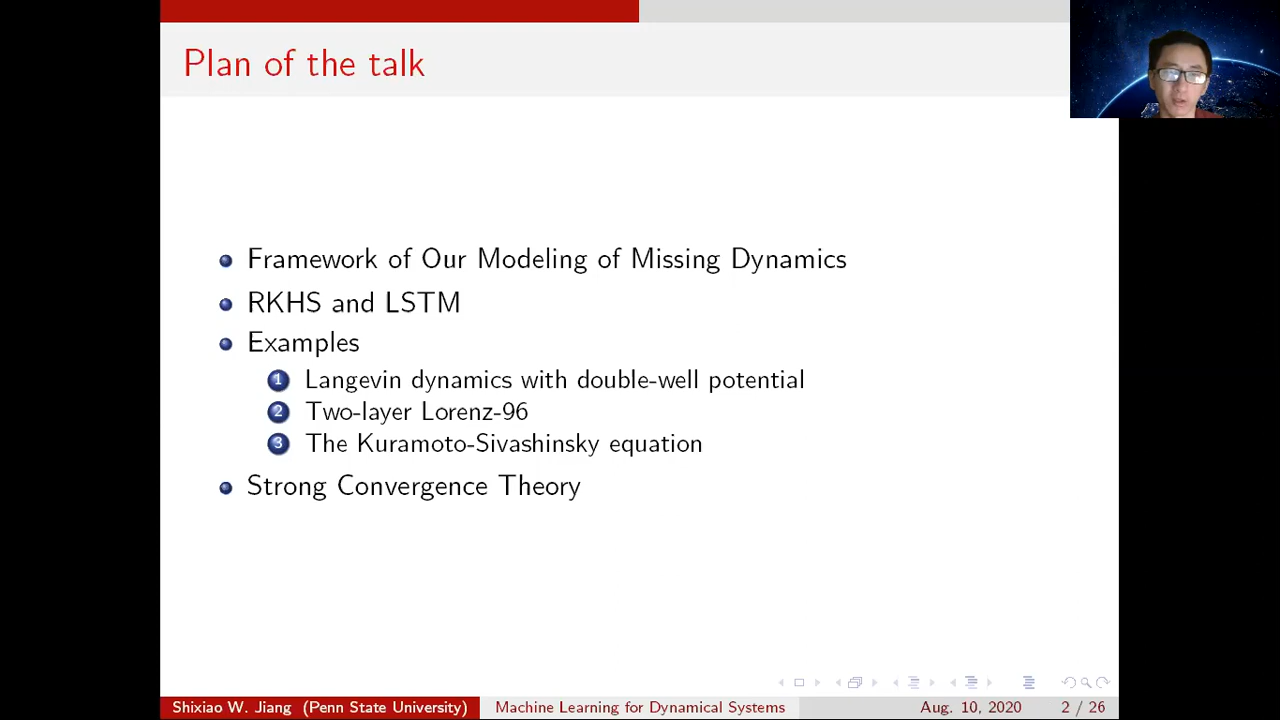 Plan of the talk
Framework of Our Modeling of Missing Dynamics
RKHS and LSTM
Examples
1 Langevin dynamics with double-well potential
2 Two-layer Lorenz-96
3 The Kuramoto-Sivashinsky equation
Strong Convergence Theory
Shixiao W. Jiang (Penn State University) Machine Learning for Dynamical Systems Aug. 10, 2020 2 / 26